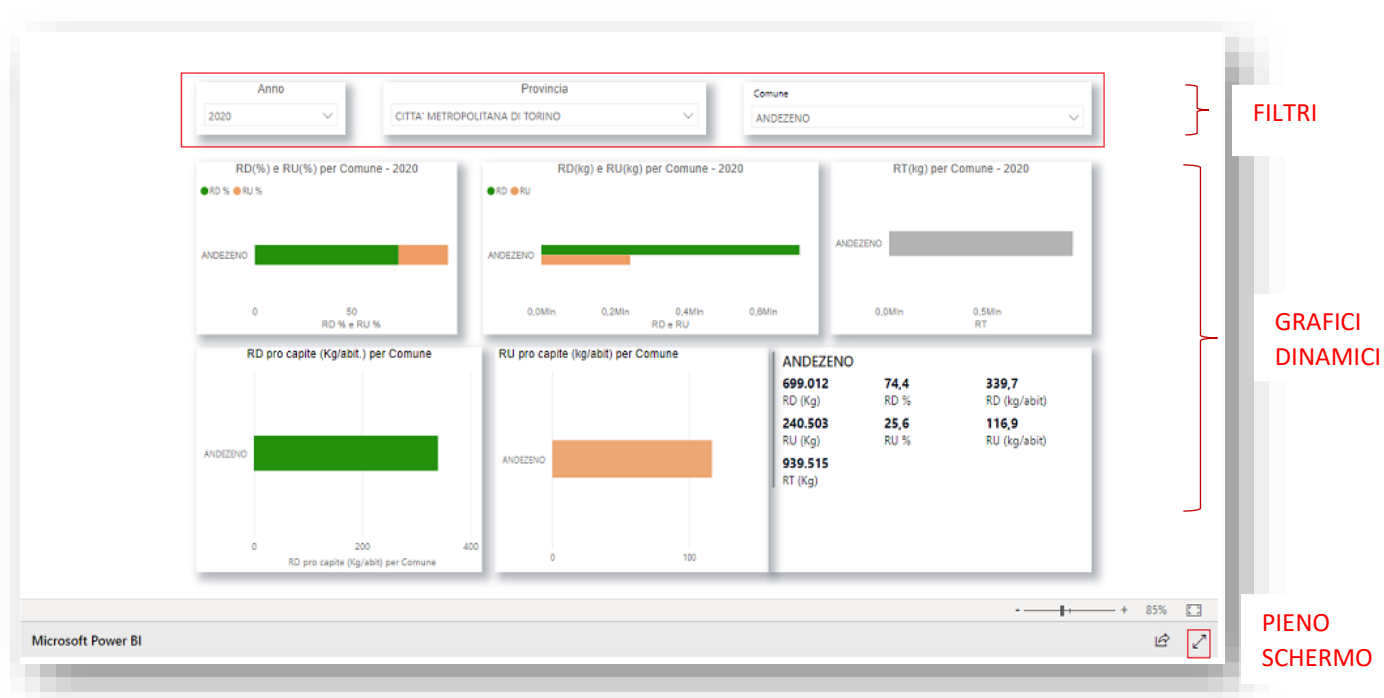 Anno
2020
Provincia
CITTA' METROPOLITANA DI TORINO
Comune
ANDEZENO
FILTRI
RD(%) e RU(%) per Comune - 2020
RD % RU %
ANDEZENO
0 50
RD % e RU %
RD(kg) e RU(kg) per Comune - 2020
RD RU
ANDEZENO
0,0Mln 0,2Mln 0,4Mln 0,6Mln
RD e RU
RT(kg) per Comune - 2020
ANDEZENO
0,0Mln 0,5Mln
RT
GRAFICI
DINAMICI
RD pro capite (Kg/abit.) per Comune
ANDEZENO
0 200 400
RD pro capite (Kg/abit) per Comune
RU pro capite (kg/abit) per Comune
ANDEZENO
0 100
ANDEZENO
699.012 74,4 339,7
RD (Kg) RD % RD (kg/abit)
240.503 25,6 116,9
RU (Kg) RU % RU (kg/abit)
939.515
RT (Kg)
- + 85%
Microsoft Power BI
PIENO
SCHERMO